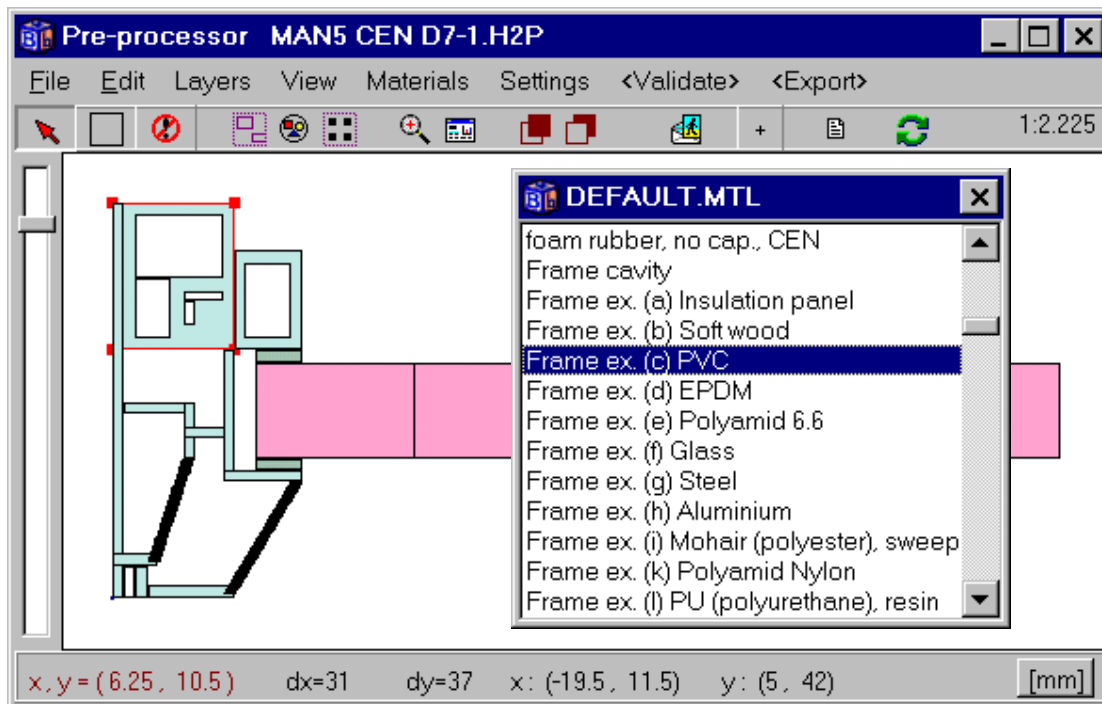 Pre-processor MAN5 CEN D7-1.H2P
File Edit Layers View Materials Settings <Validate> <Export>
1:2.225
DEFAULT.MTL
foam rubber, no cap., CEN
Frame cavity
Frame ex. (a) Insulation panel
Frame ex. (b) Soft wood
Frame ex. (c) PVC
Frame ex. (d) EPDM
Frame ex. (e) Polyamid 6.6
Frame ex. (f) Glass
Frame ex. (g) Steel
Frame ex. (h) Aluminium
Frame ex. (i) Mohair (polyester), sweep
Frame ex. (k) Polyamid Nylon
Frame ex. (l) PU (polyurethane), resin
x, y = ( 6.25 , 10.5 ) dx=31 dy=37 x : (-19.5 , 11.5) y : (5 , 42) [mm]